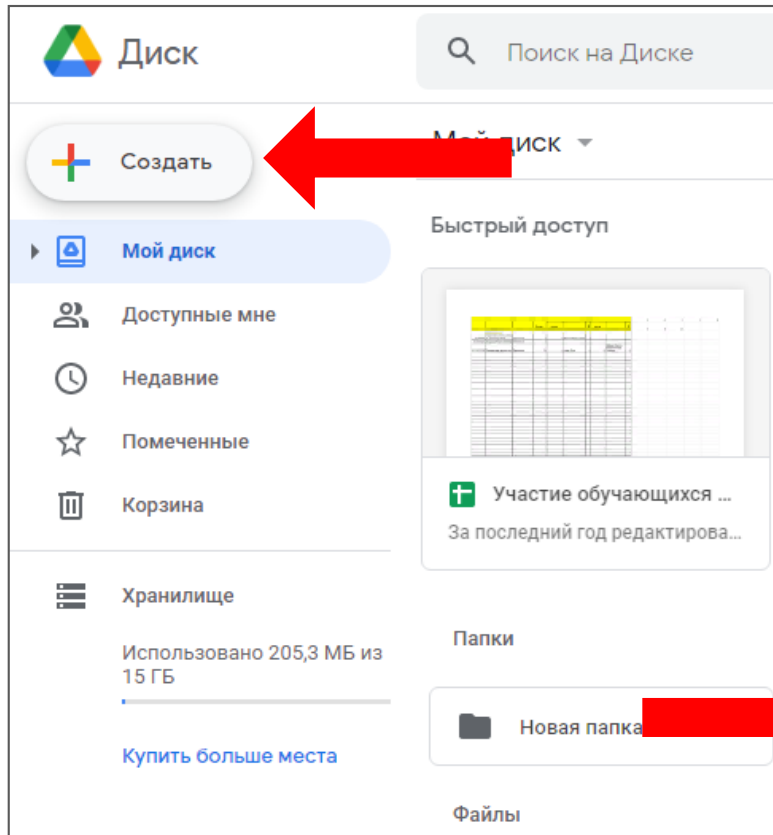 Диск
Поиск на Диске
Создать
Мой диск
Быстрый доступ
Мой диск
Доступные мне
Недавние
Помеченные
Корзина
Участие обучающихся ...
За последний год редактирова...
Хранилище
Использовано 205,3 МБ из
15 ГБ
Купить больше места
Папки
Новая папка
Файлы